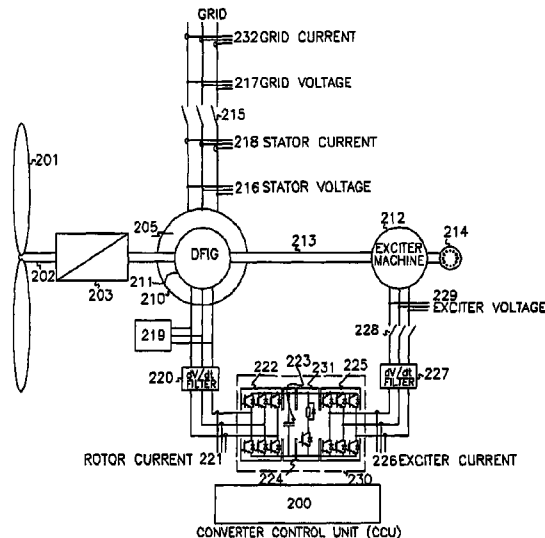 GRID
232 GRID CURRENT
217 GRID VOLTAGE
215
218 STATOR CURRENT
216 STATOR VOLTAGE
201
205
212
214
213
DFIG
EXCITER
MACHINE
202
203
211
210
229
EXCITER VOLTAGE
228
219
220
dV/dt
FILTER
222
223
231
225
dV/dt
FILTER
227
ROTOR CURRENT 221
226 EXCITER CURRENT
224
230
200
CONVERTER CONTROL UNIT (CCU)